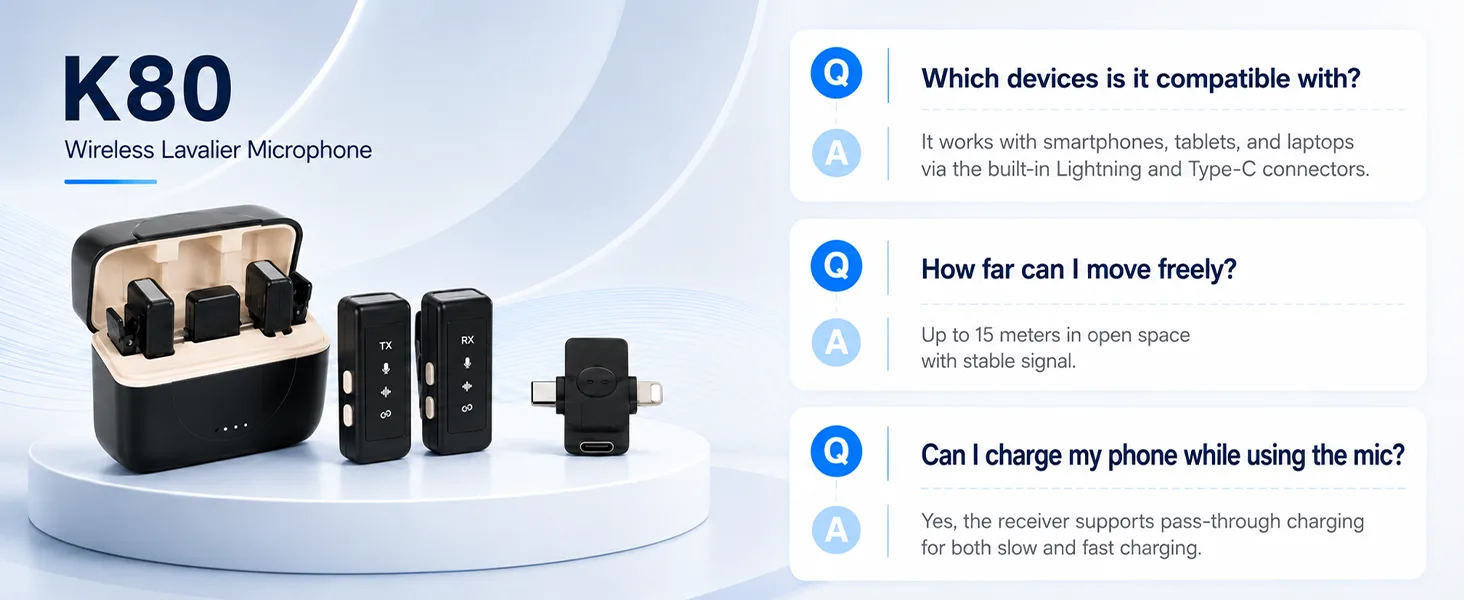 K80
Wireless Lavalier Microphone
TX
RX
Q
Which devices is it compatible with?
A
It works with smartphones, tablets, and laptops
via the built-in Lightning and Type-C connectors.
Q
How far can I move freely?
A
Up to 15 meters in open space
with stable signal.
Q
Can I charge my phone while using the mic?
A
Yes, the receiver supports pass-through charging
for both slow and fast charging.